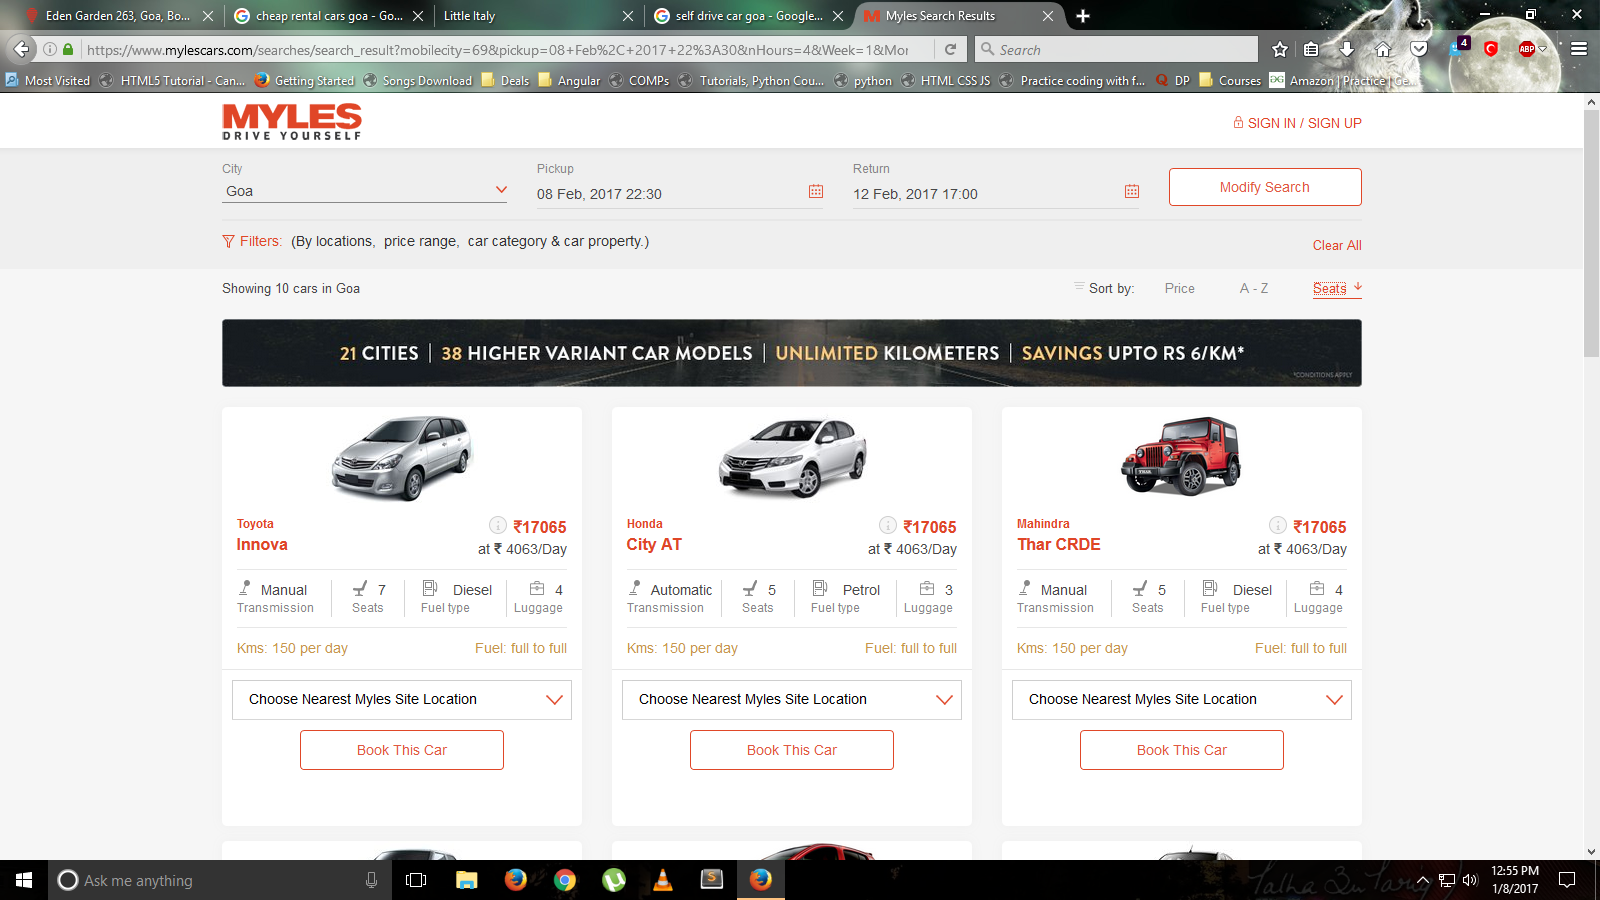 Eden Garden 263, Goa, Bo...
cheap rental cars goa - Go...
Little Italy
self drive car goa - Google...
Myles Search Results
https://www.mylescars.com/searches/search_result?mobilecity=69&pickup=08+Feb%2C+2017+22%3A30&nHours=4&Week=1&Mor
Search
4
ABP
Most Visited
HTML5 Tutorial - Can...
Getting Started
Songs Download
Deals
Angular
COMPs
Tutorials, Python Cou...
python
HTML CSS JS
Practice coding with f...
DP
Courses
Amazon | Practice | Ge...
MYLES
DRIVE YOURSELF
SIGN IN / SIGN UP
City
Goa
Pickup
08 Feb, 2017 22:30
Return
12 Feb, 2017 17:00
Modify Search
Filters: (By locations, price range, car category & car property.)
Clear All
Showing 10 cars in Goa
Sort by: Price A - Z Seats
21 CITIES | 38 HIGHER VARIANT CAR MODELS | UNLIMITED KILOMETERS | SAVINGS UPTO RS 6/KM*
*CONDITIONS APPLY
Toyota
Innova
₹17065
at ₹ 4063/Day
Manual
Transmission
7
Seats
Diesel
Fuel type
4
Luggage
Kms: 150 per day
Fuel: full to full
Choose Nearest Myles Site Location
Book This Car
Honda
City AT
₹17065
at ₹ 4063/Day
Automatic
Transmission
5
Seats
Petrol
Fuel type
3
Luggage
Kms: 150 per day
Fuel: full to full
Choose Nearest Myles Site Location
Book This Car
THAR
Mahindra
Thar CRDE
₹17065
at ₹ 4063/Day
Manual
Transmission
5
Seats
Diesel
Fuel type
4
Luggage
Kms: 150 per day
Fuel: full to full
Choose Nearest Myles Site Location
Book This Car
Ask me anything
12:55 PM
1/8/2017